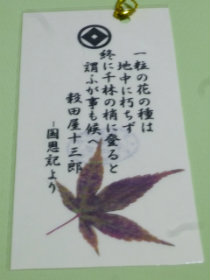 一粒の花の種は
地中に朽ちず
終に千林の梢に登ると
謂ふが事も候へ
穀田屋十三郎
-国恩記より